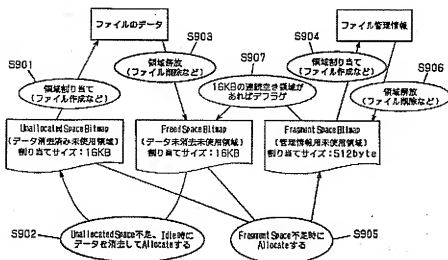 ファイルのデータ
ファイル管理情報
S901
領域割り当て
(ファイル作成など)
S903
領域解放
(ファイル削除など)
S907
16KBの連続空き領域が
あればデフラグ
S904
領域割り当て
(ファイル作成など)
S906
領域解放
(ファイル削除など)
Unallocated Space Bitmap
(データ消去済み未使用領域)
割り当てサイズ:16KB
Freed Space Bitmap
(データ未消去未使用領域)
割り当てサイズ:16KB
Fragment Space Bitmap
(管理情報用未使用領域)
割り当てサイズ:512byte
S902
Unallocated Space不足、Idle時に
データを消去してAllocateする
Fragment Space不足時に
Allocateする
S905